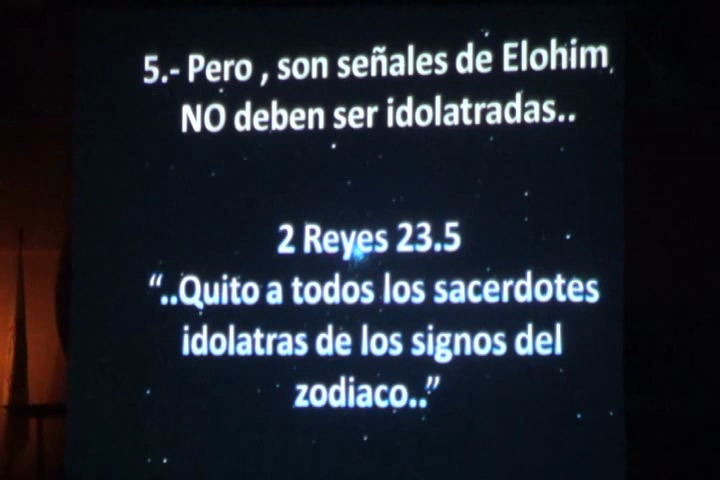 5.- Pero , son señales de Elohim,
NO deben ser idolatradas..
2 Reyes 23.5
“..Quito a todos los sacerdotes
idolatras de los signos del
zodiaco..”